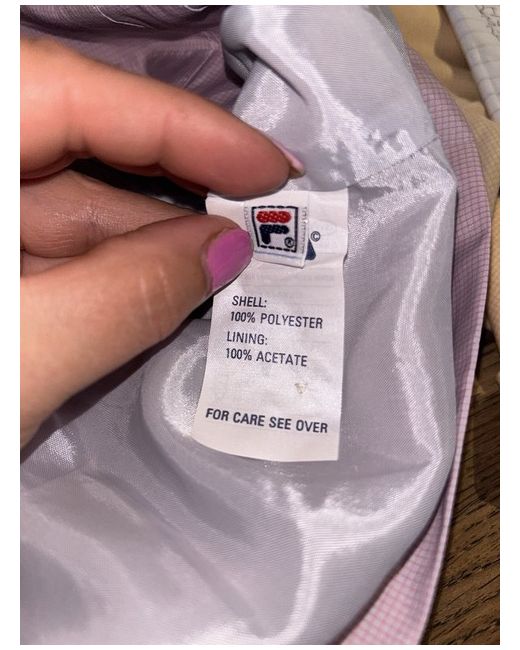 F
®
©
SHELL:
100% POLYESTER
LINING:
100% ACETATE
FOR CARE SEE OVER